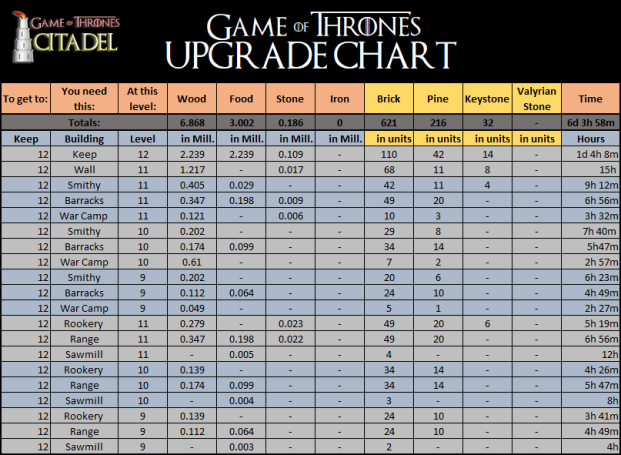 GAME OF THRONES
CITADEL
GAME OF THRONES
UPGRADE CHART
To get to: You need this: At this level: Wood Food Stone Iron Brick Pine Keystone Valyrian Stone Time
Totals: 6.868 3.002 0.186 0 621 216 32 - 6d 3h 58m
Keep Building Level in Mill. in Mill. in Mill. in Mill. in units in units in units in units Hours
12 Keep 12 2.239 2.239 0.109 - 110 42 14 1d 4h 8m
12 Wall 11 1.217 - 0.017 - 68 11 8 - 15h
12 Smithy 11 0.405 0.029 - - 42 11 4 - 9h 12m
12 Barracks 11 0.347 0.198 0.009 - 49 20 - 6h 56m
12 War Camp 11 0.121 - 0.006 - 10 3 - - 3h 32m
12 Smithy 10 0.202 - - - 29 8 - - 7h 40m
12 Barracks 10 0.174 0.099 - - 34 14 - - 5h47m
12 War Camp 10 0.61 - - - 7 2 - - 2h 57m
12 Smithy 9 0.202 - - - 20 6 - - 6h 23m
12 Barracks 9 0.112 0.064 - - 24 10 - - 4h 49m
12 War Camp 9 0.049 - - - 5 1 - - 2h 27m
12 Rookery 11 0.279 - 0.023 - 49 20 6 - 5h 19m
12 Range 11 0.347 0.198 0.022 - 49 20 - - 6h 56m
12 Sawmill 11 - 0.005 - - 4 - - - 12h
12 Rookery 10 0.139 - - - 34 14 - - 4h 26m
12 Range 10 0.174 0.099 - - 34 14 - - 5h 47m
12 Sawmill 10 - 0.004 - - 3 - - - 8h
12 Rookery 9 0.139 - - - 24 10 - - 3h 41m
12 Range 9 0.112 0.064 - - 24 10 - - 4h 49m
12 Sawmill 9 - 0.003 - - 2 - - - 4h